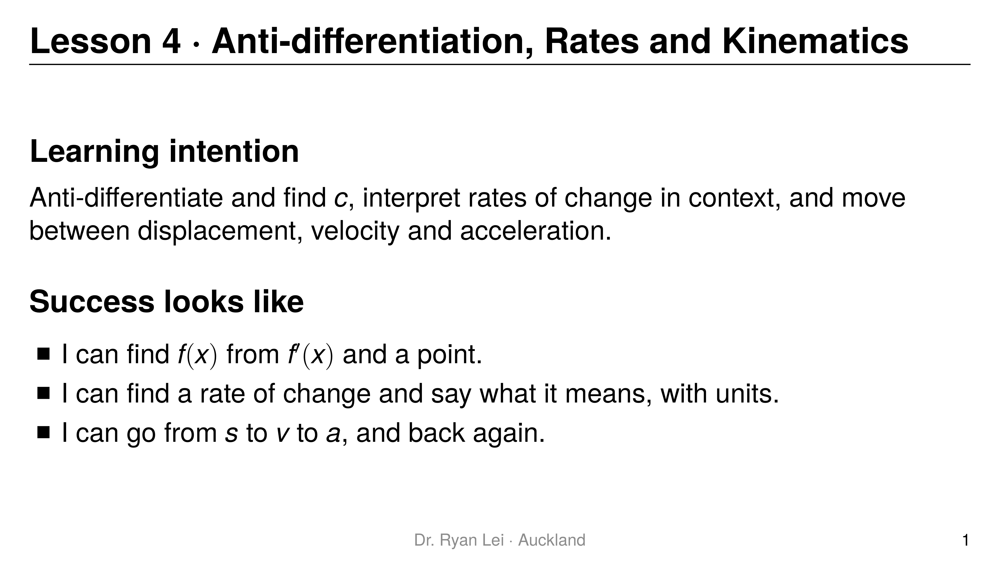 Lesson 4 · Anti-differentiation, Rates and Kinematics
Learning intention
Anti-differentiate and find c, interpret rates of change in context, and move
between displacement, velocity and acceleration.
Success looks like
■ I can find f(x) from f′(x) and a point.
■ I can find a rate of change and say what it means, with units.
■ I can go from s to v to a, and back again.
Dr. Ryan Lei · Auckland
1